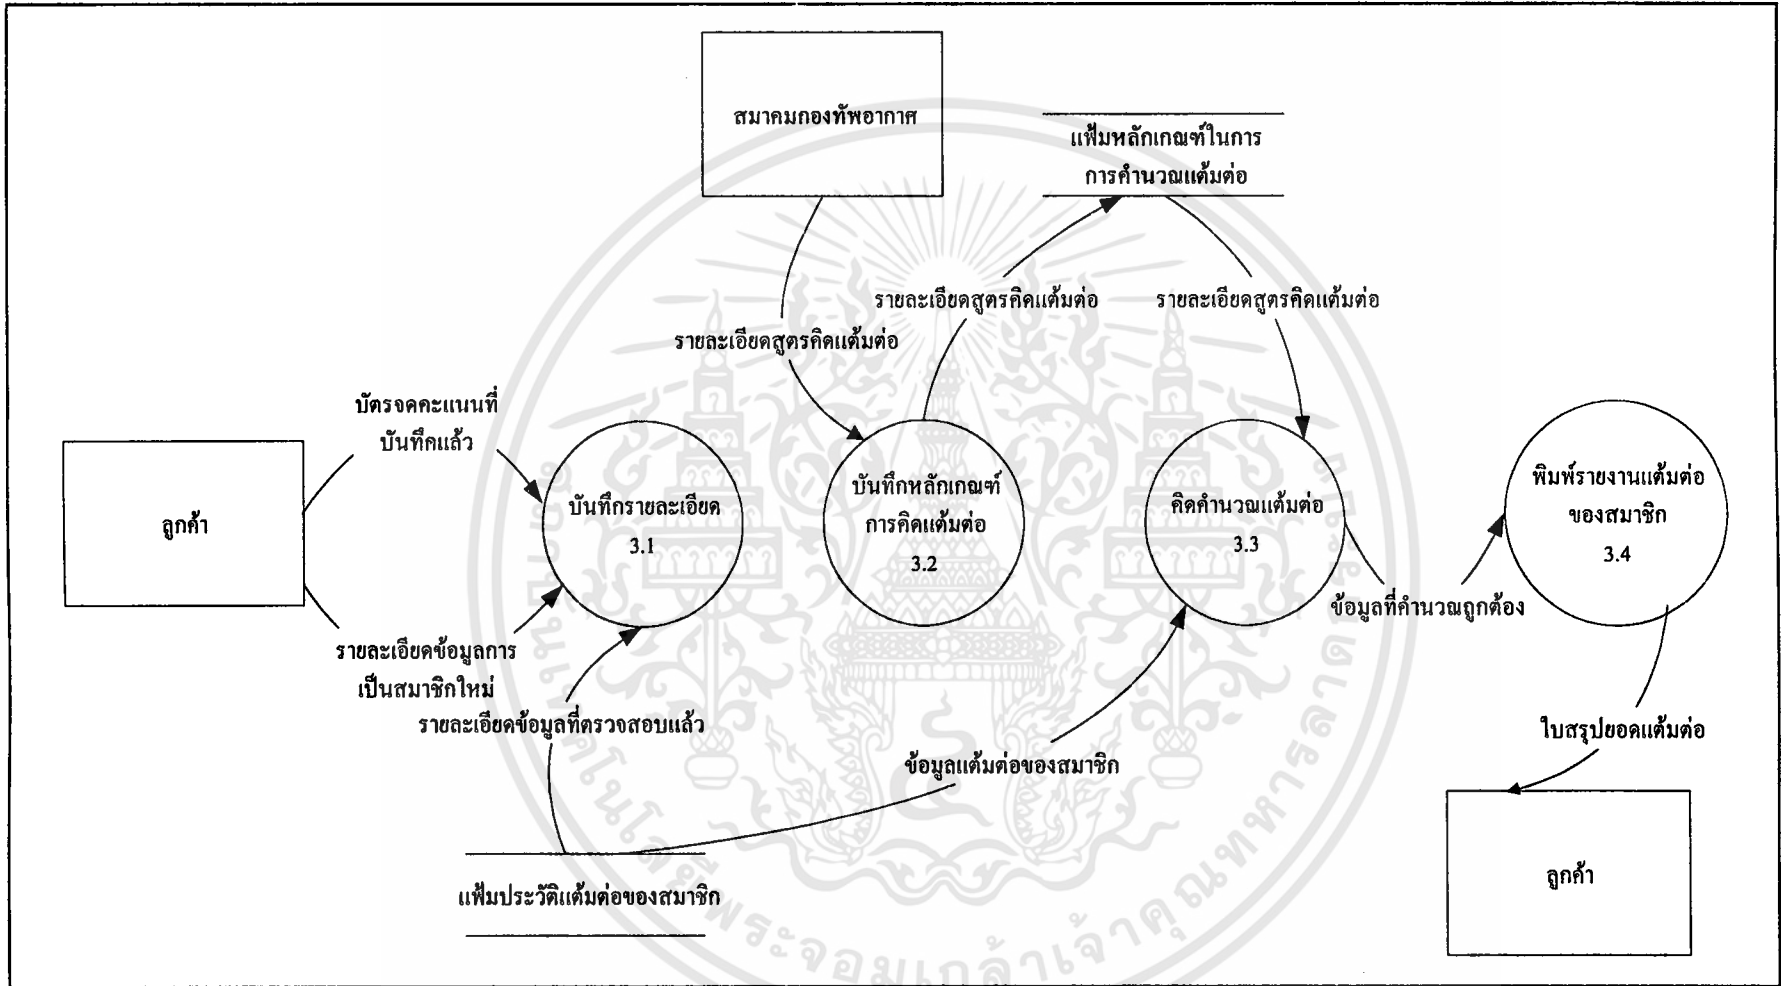 สมาคมกองทัพอากาศ
แฟ้มหลักเกณฑ์ในการ
การคำนวณแต้มต่อ
รายละเอียดสูตรคิดแต้มต่อ
รายละเอียดสูตรคิดแต้มต่อ
รายละเอียดสูตรคิดแต้มต่อ
บัตรจดคะแนนที่
บันทึกแล้ว
ลูกค้า
บันทึกรายละเอียด
3.1
บันทึกหลักเกณฑ์
การคิดแต้มต่อ
3.2
คิดคำนวณแต้มต่อ
3.3
พิมพ์รายงานแต้มต่อ
ของสมาชิก
3.4
ข้อมูลที่คำนวณถูกต้อง
รายละเอียดข้อมูลการ
เป็นสมาชิกใหม่
รายละเอียดข้อมูลที่ตรวจสอบแล้ว
ข้อมูลแต้มต่อของสมาชิก
ใบสรุปยอดแต้มต่อ
แฟ้มประวัติแต้มต่อของสมาชิก
ลูกค้า